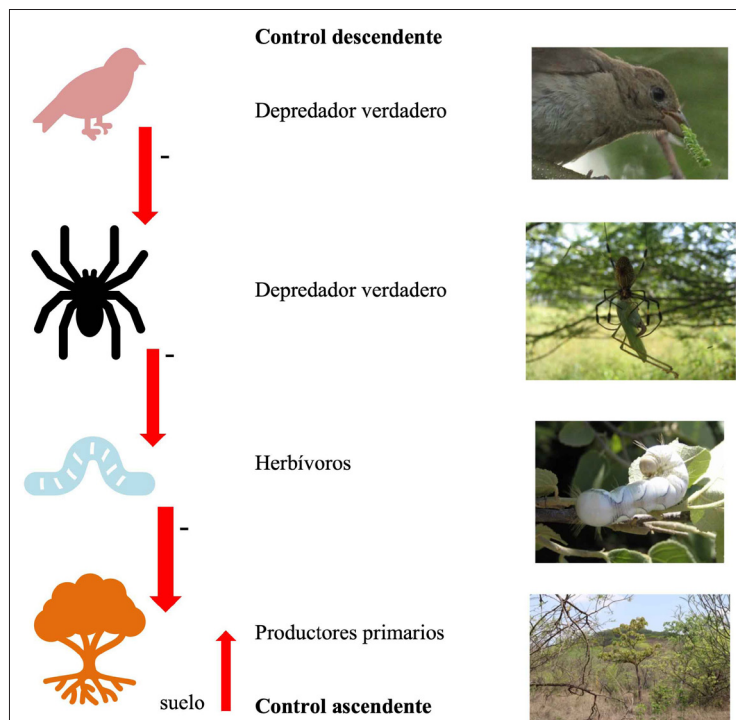 Control descendente
Depredador verdadero
-
Depredador verdadero
-
Herbívoros
-
Productores primarios
suelo Control ascendente